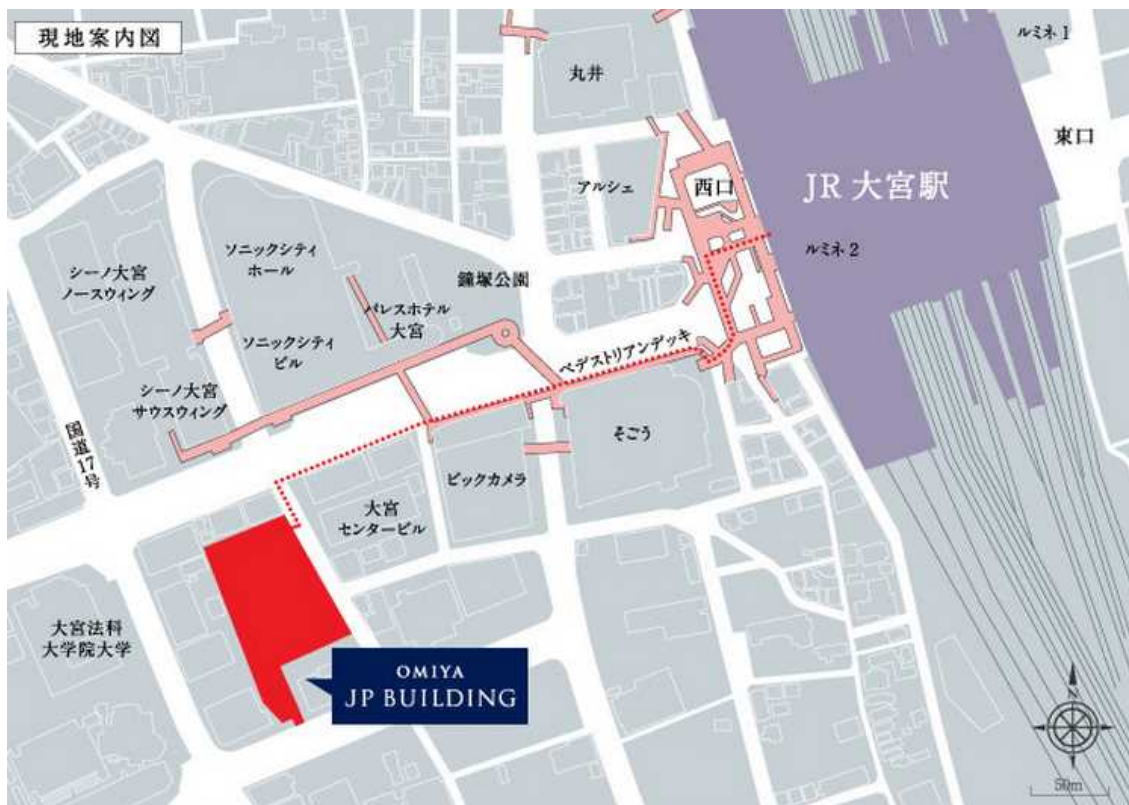 現地案内図
ルミネ1
丸井
東口
アルシェ
西口
JR 大宮駅
ルミネ2
ソニックシティ
ホール
鐘塚公園
シーノ大宮
ノースウィング
パレスホテル
大宮
ソニックシティ
ビル
ペデストリアンデッキ
シーノ大宮
サウスウィング
そごう
国道17号
ビックカメラ
大宮
センタービル
大宮法科
大学院大学
OMIYA
JP BUILDING
N
50m